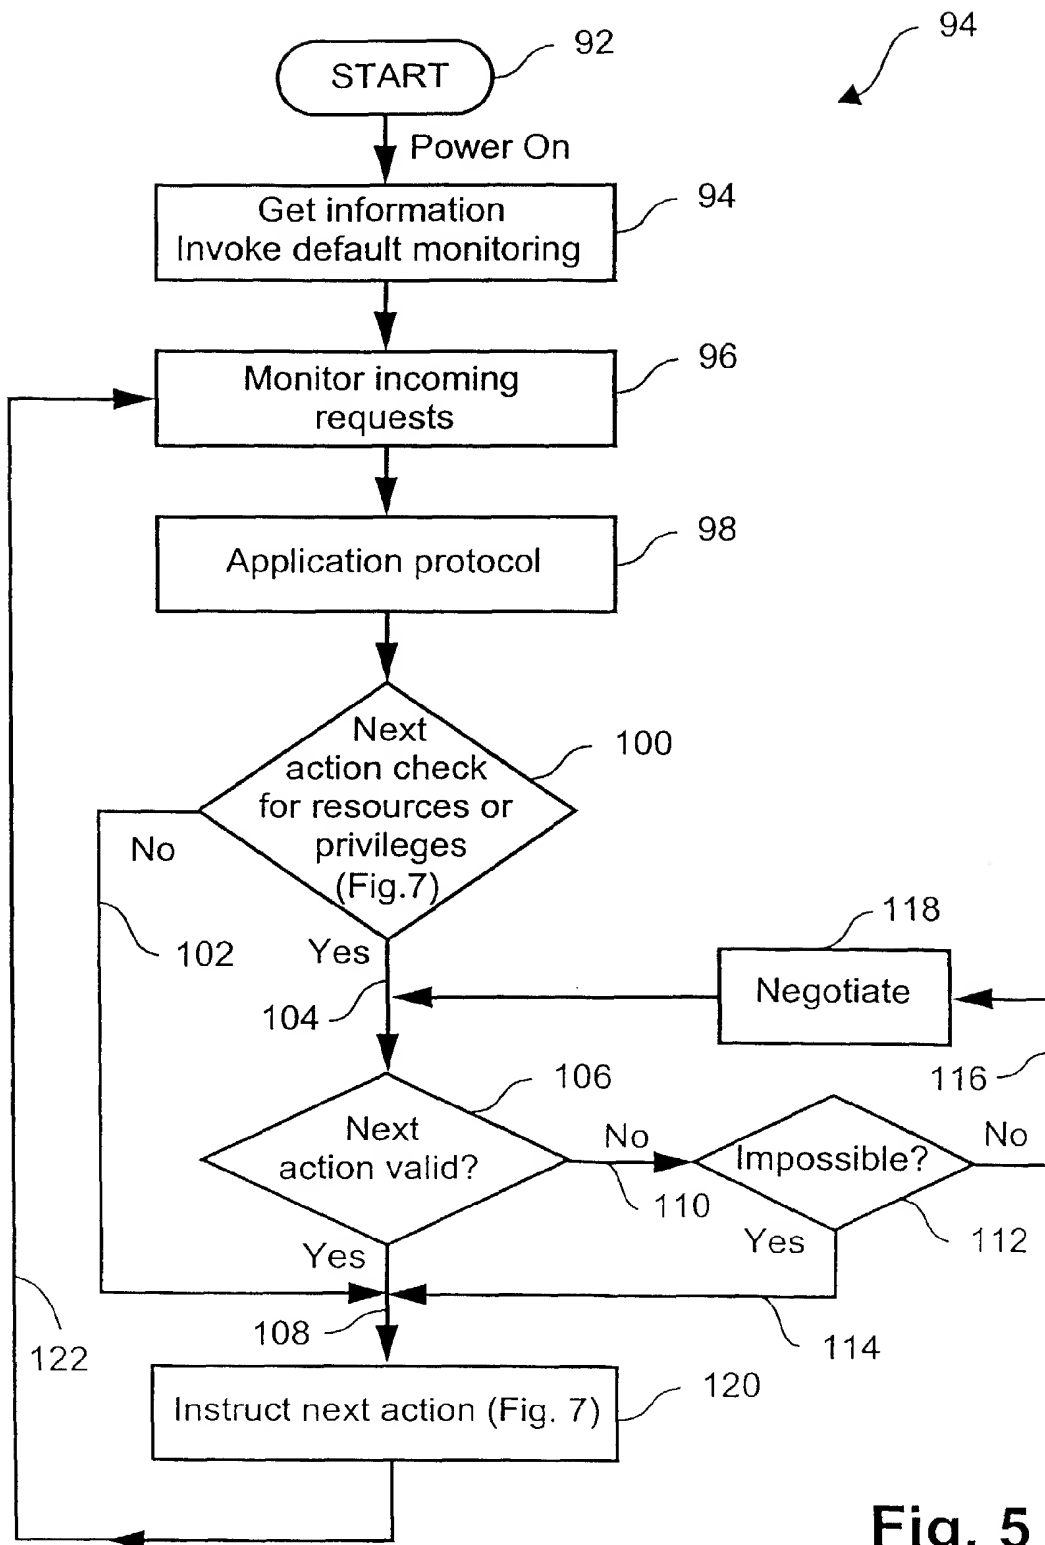 92
94
START
Power On
94
Get information
Invoke default monitoring
96
Monitor incoming
requests
98
Application protocol
100
Next
action check
for resources or
privileges
(Fig.7)
No
102
Yes
118
Negotiate
104
116
106
Next
action valid?
No
110
Impossible?
No
112
Yes
Yes
108
114
122
120
Instruct next action (Fig. 7)
Fig. 5